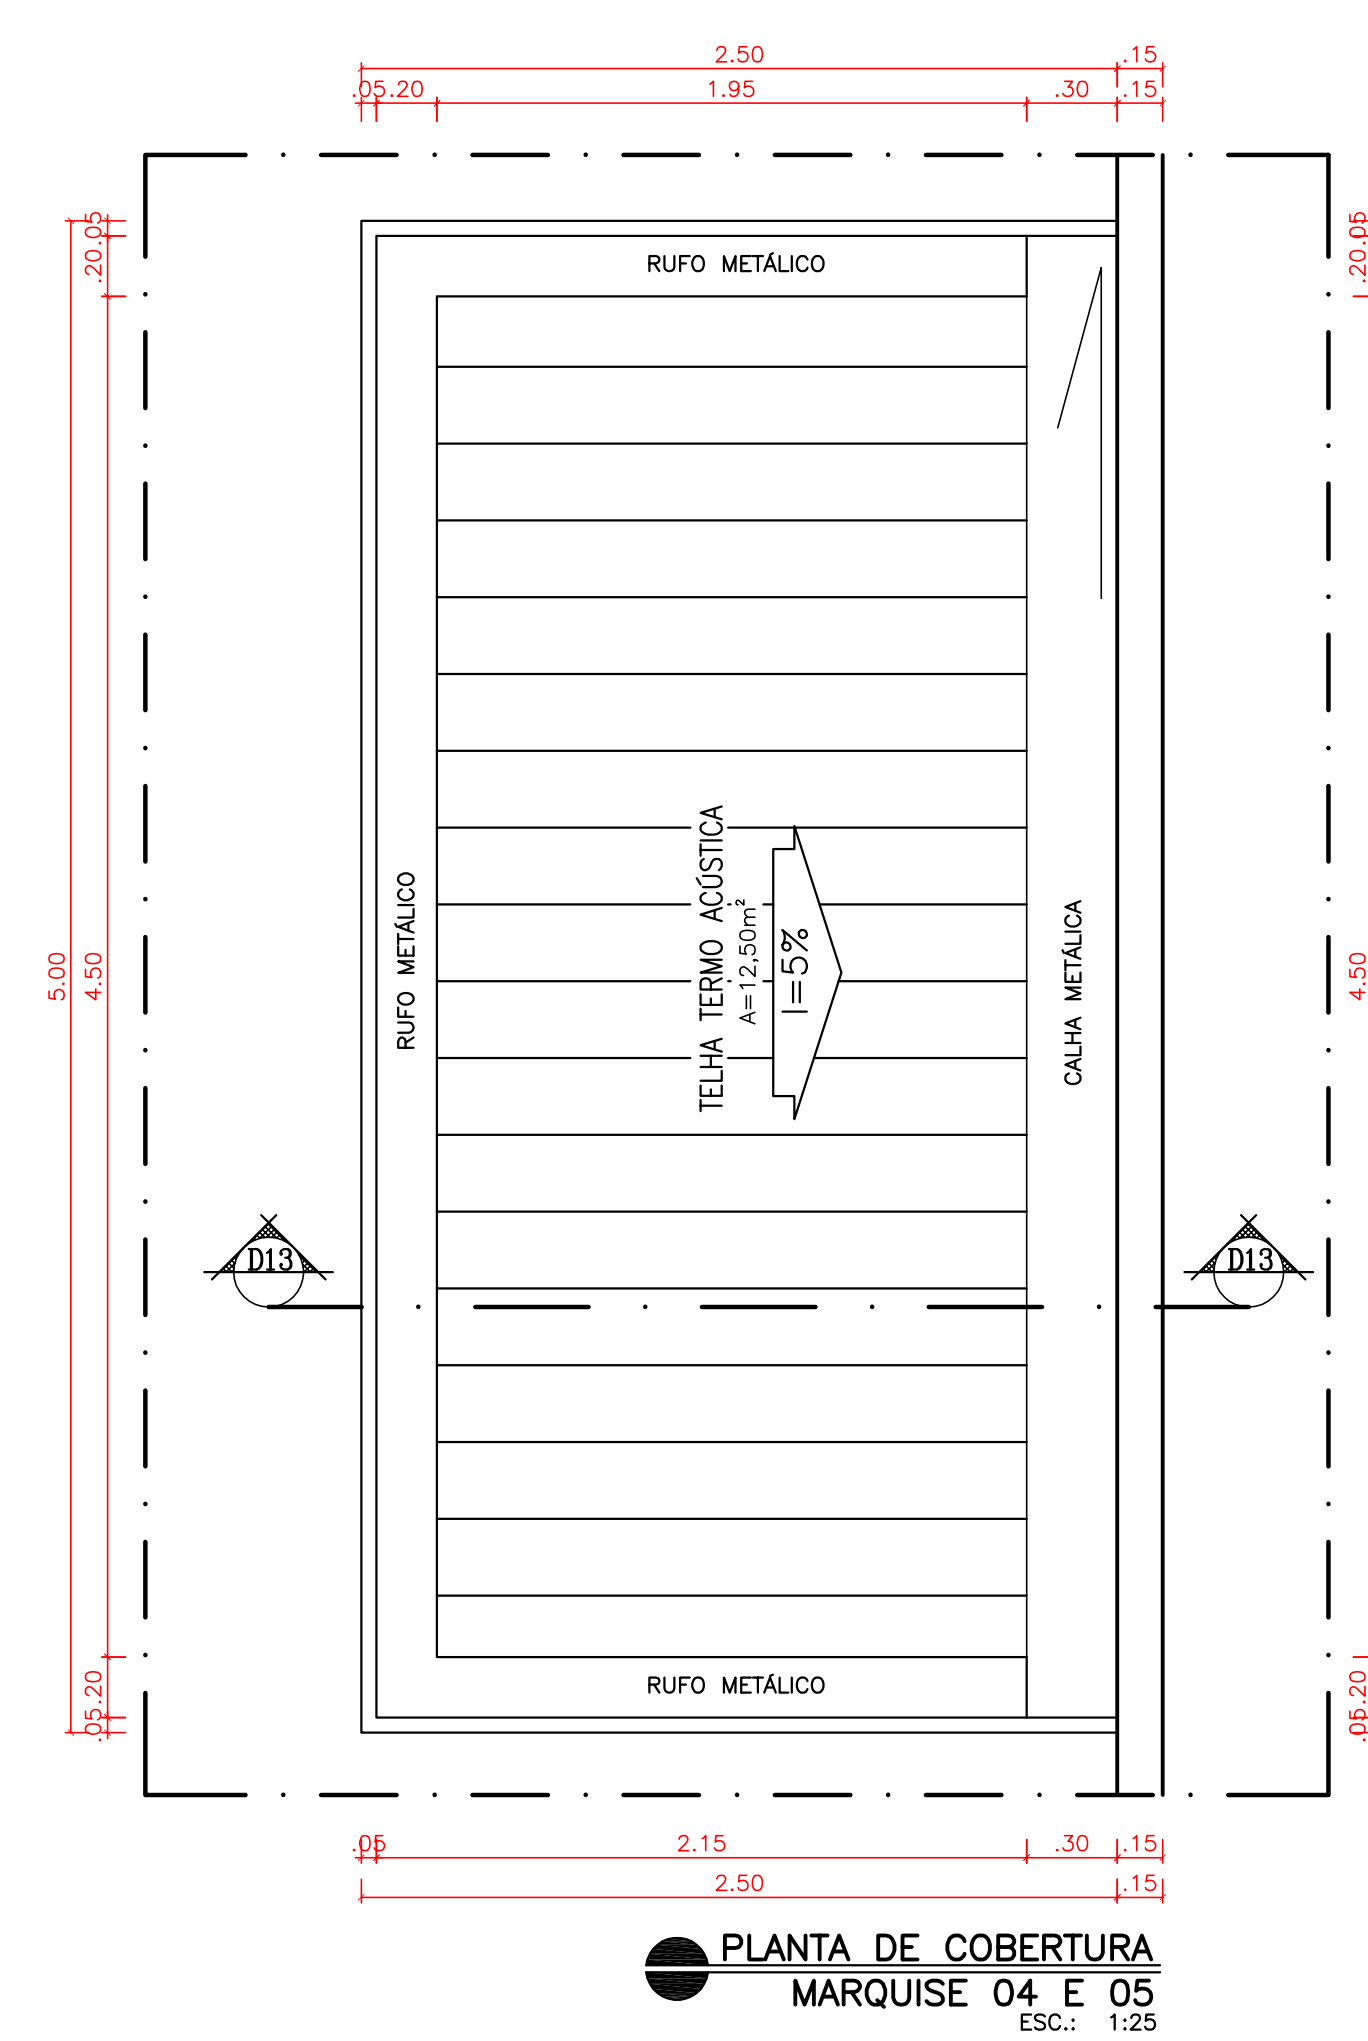 2.50 .15
.05 .20 1.95 .30 .15
.20 .05
.20 .05
RUFO METÁLICO
RUFO METÁLICO
TELHA TERMO ACÚSTICA
A=12,50m²
I=5%
CALHA METÁLICA
5.00
4.50
4.50
D13
D13
RUFO METÁLICO
.05 .20
.05 .20
.05 2.15 .30 .15
2.50 .15
PLANTA DE COBERTURA
MARQUISE 04 E 05
ESC.: 1:25